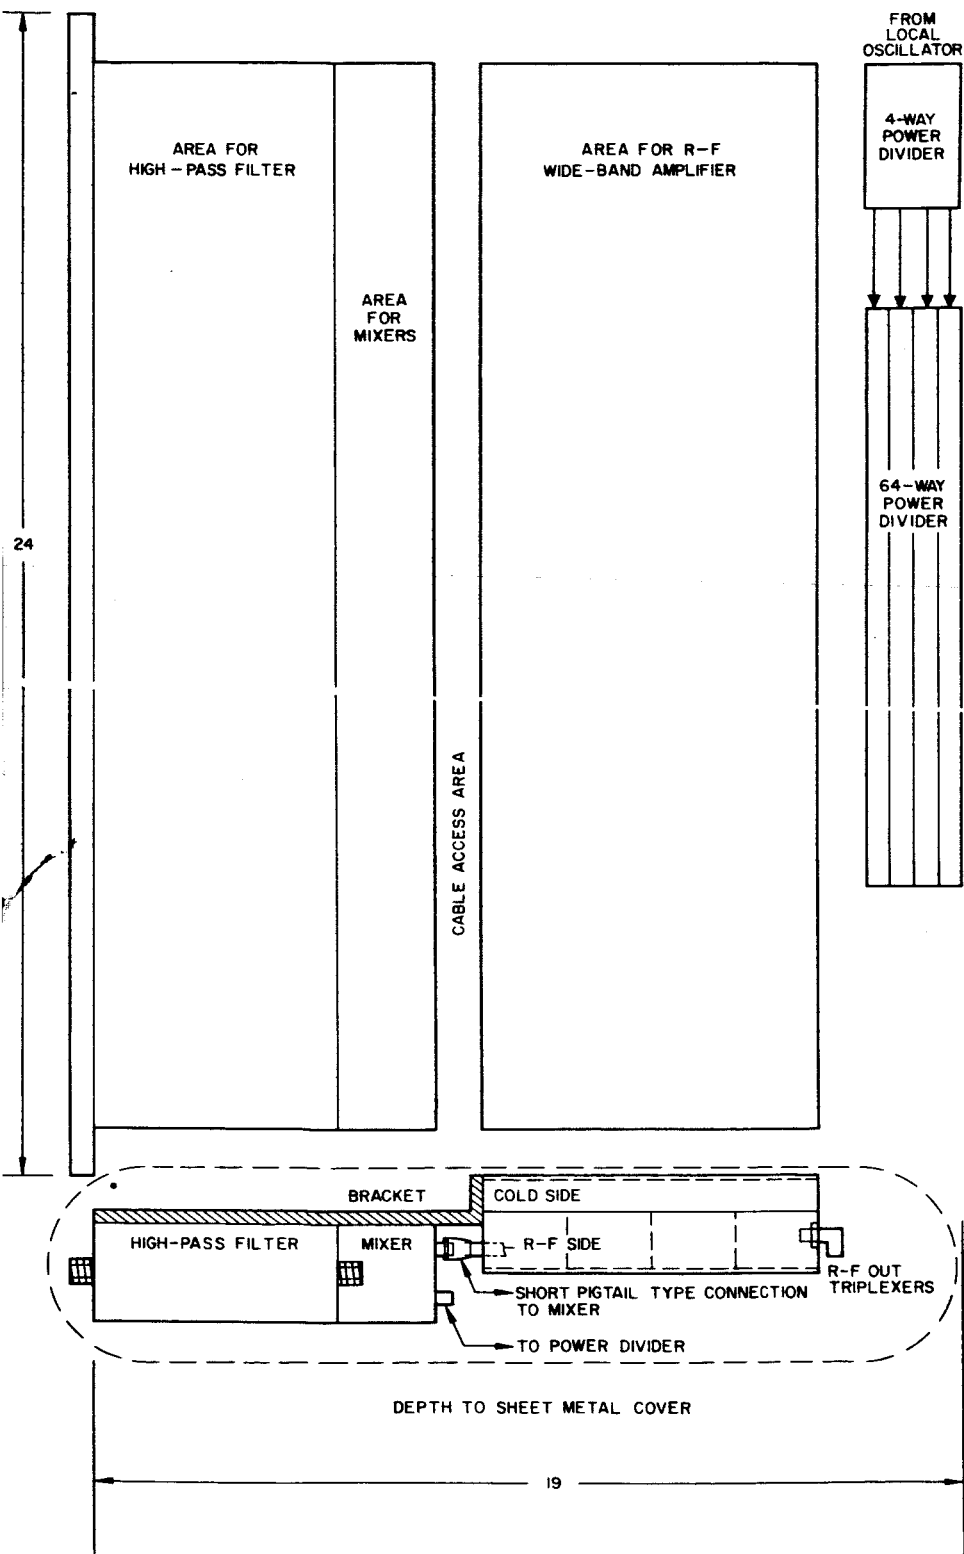 FROM
LOCAL
OSCILLATOR
4-WAY
POWER
DIVIDER
AREA FOR
HIGH-PASS FILTER
AREA FOR R-F
WIDE-BAND AMPLIFIER
AREA
FOR
MIXERS
64-WAY
POWER
DIVIDER
24
CABLE ACCESS AREA
BRACKET
COLD SIDE
HIGH-PASS FILTER
MIXER
R-F SIDE
R-F OUT
TRIPLEXERS
SHORT PIGTAIL TYPE CONNECTION
TO MIXER
TO POWER DIVIDER
DEPTH TO SHEET METAL COVER
19